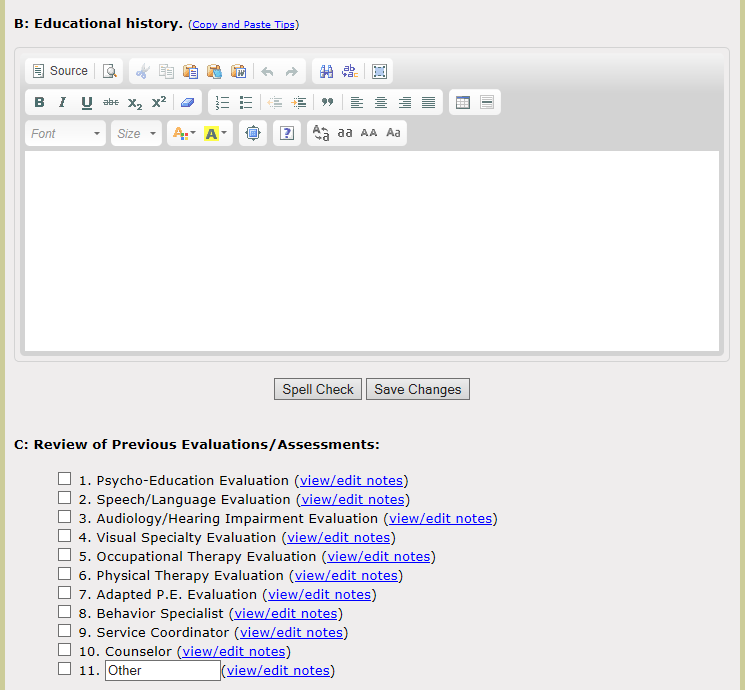 B: Educational history. (Copy and Paste Tips)
Source
B I U abc x2 x2
Font Size A A ? Aa aa AA Aa
Spell Check Save Changes
C: Review of Previous Evaluations/Assessments:
1. Psycho-Education Evaluation (view/edit notes)
2. Speech/Language Evaluation (view/edit notes)
3. Audiology/Hearing Impairment Evaluation (view/edit notes)
4. Visual Specialty Evaluation (view/edit notes)
5. Occupational Therapy Evaluation (view/edit notes)
6. Physical Therapy Evaluation (view/edit notes)
7. Adapted P.E. Evaluation (view/edit notes)
8. Behavior Specialist (view/edit notes)
9. Service Coordinator (view/edit notes)
10. Counselor (view/edit notes)
11. Other (view/edit notes)